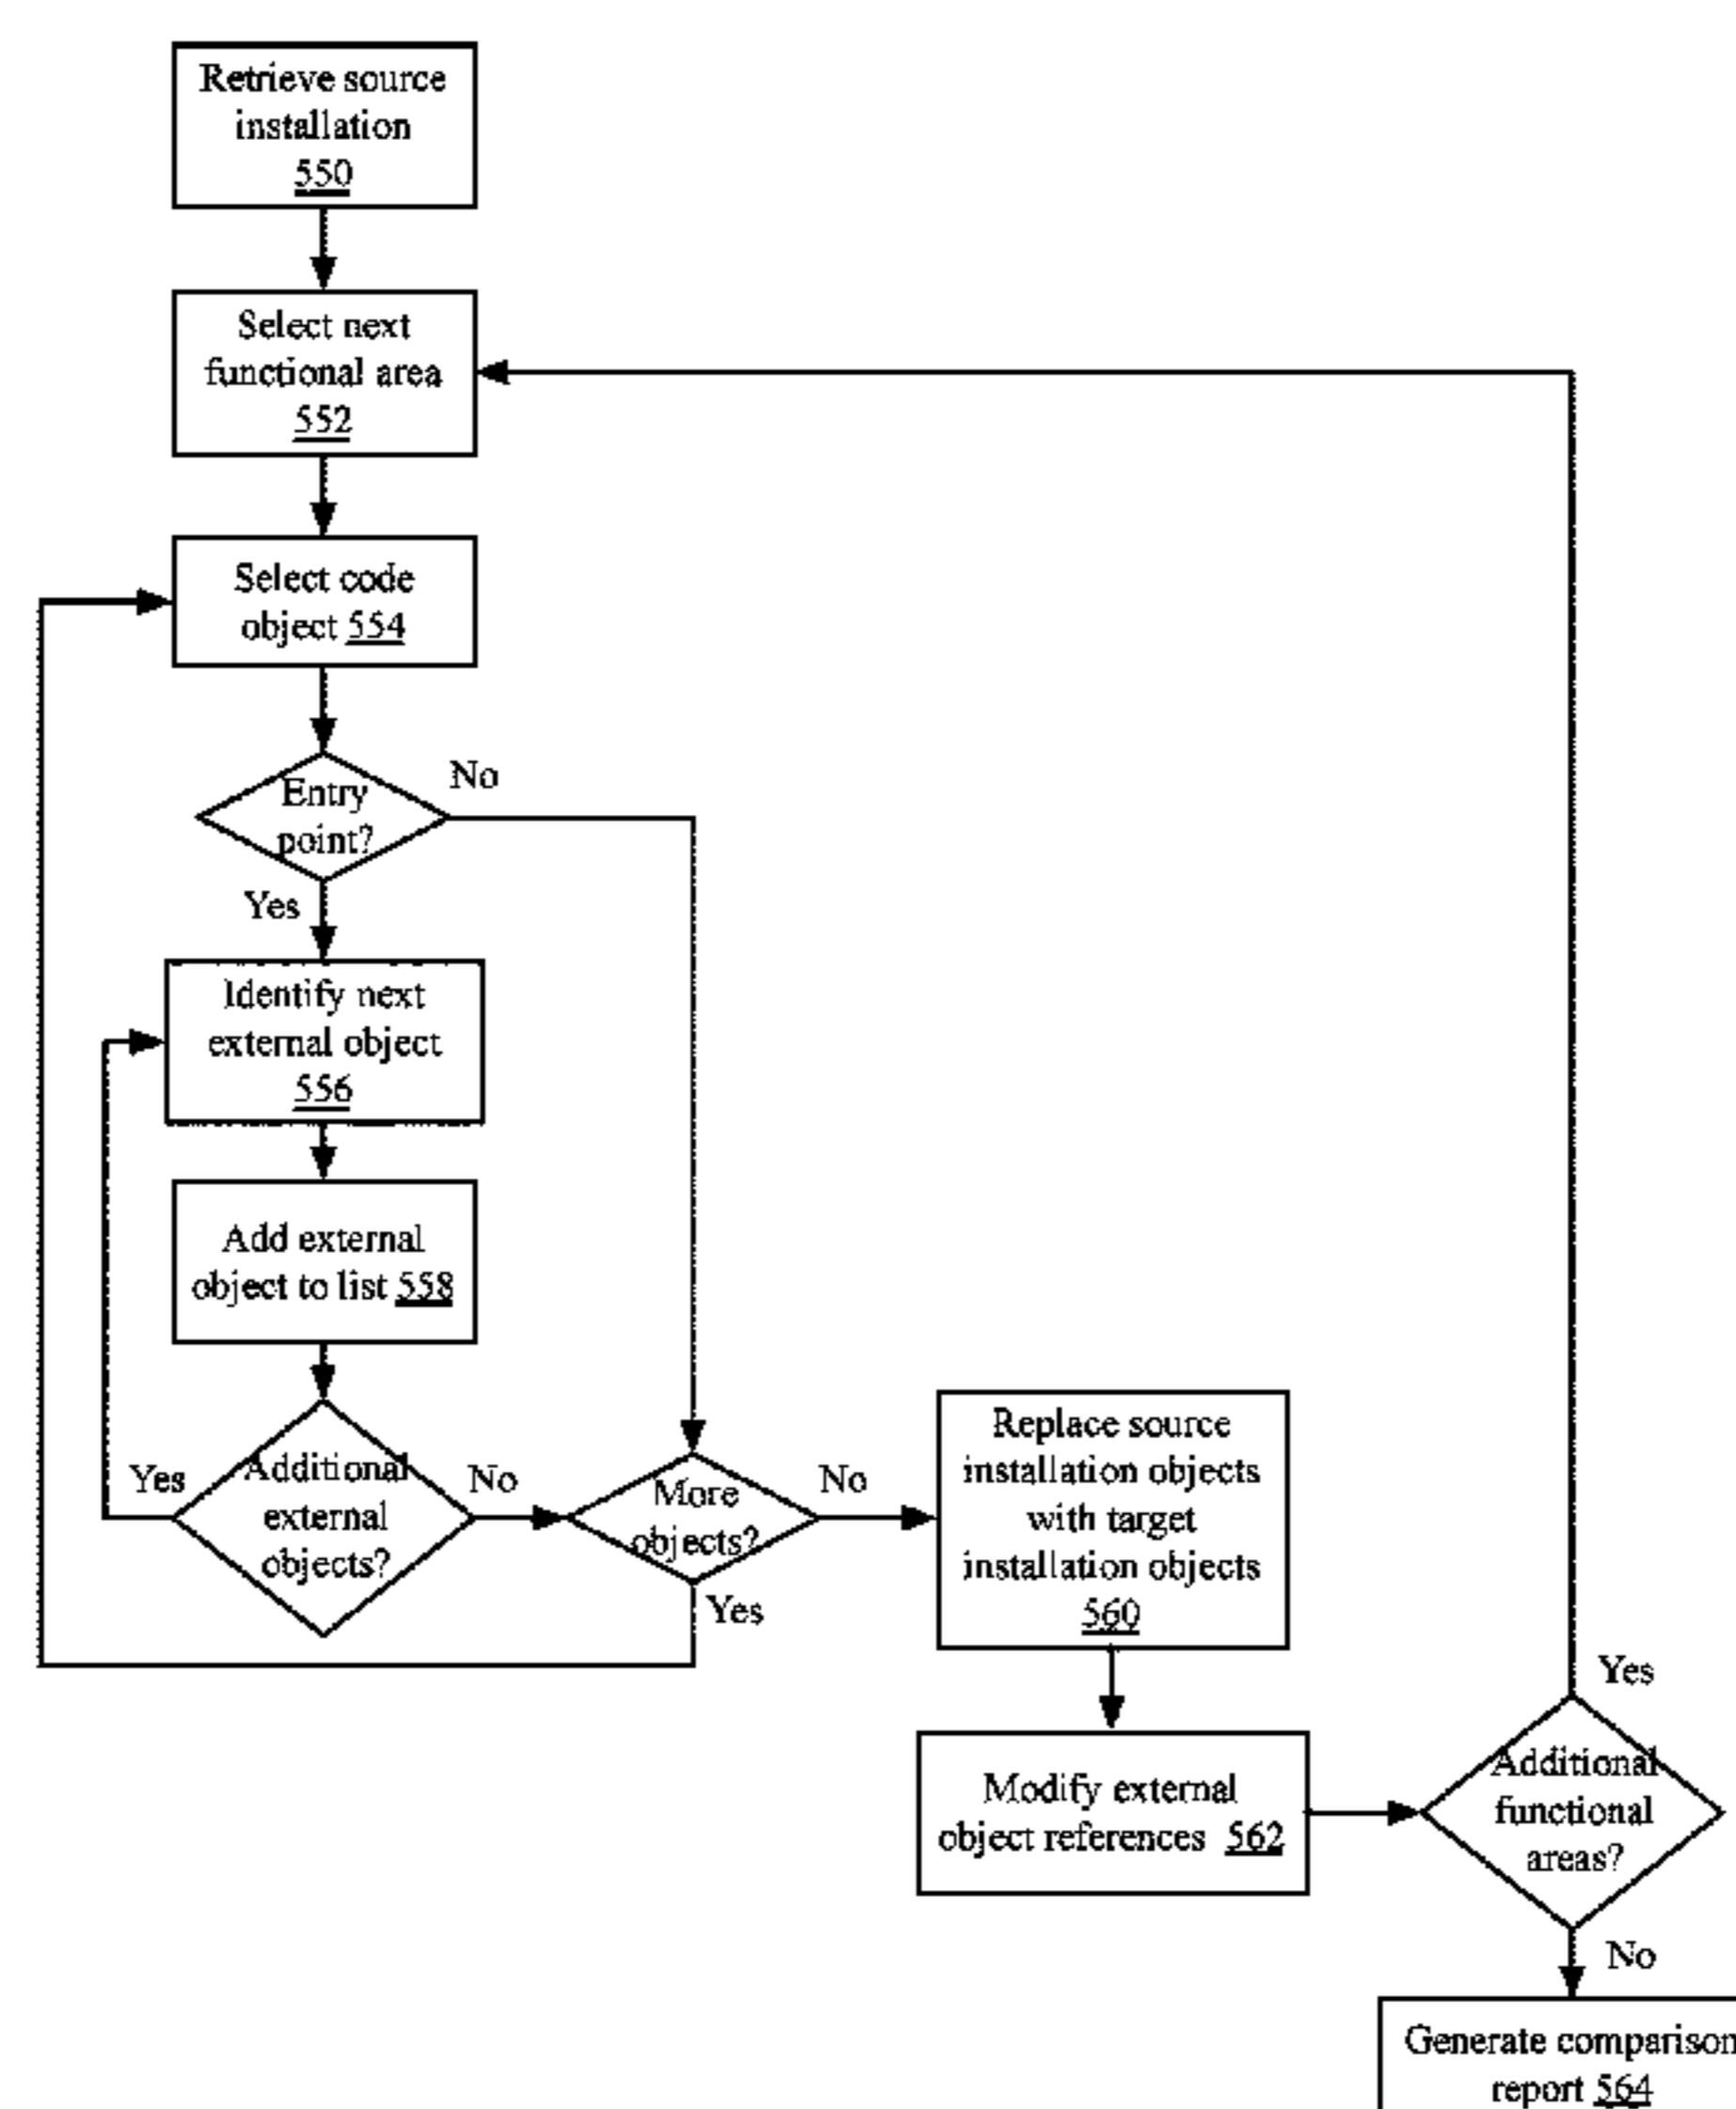 Retrieve source
installation
550
Select next
functional area
552
Select code
object 554
Entry
point?
No
Yes
Identify next
external object
556
Add external
object to list 558
Additional
external
objects?
Yes
No
More
objects?
No
Yes
Replace source
installation objects
with target
installation objects
560
Modify external
object references 562
Additional
functional
areas?
Yes
No
Generate comparison
report 564